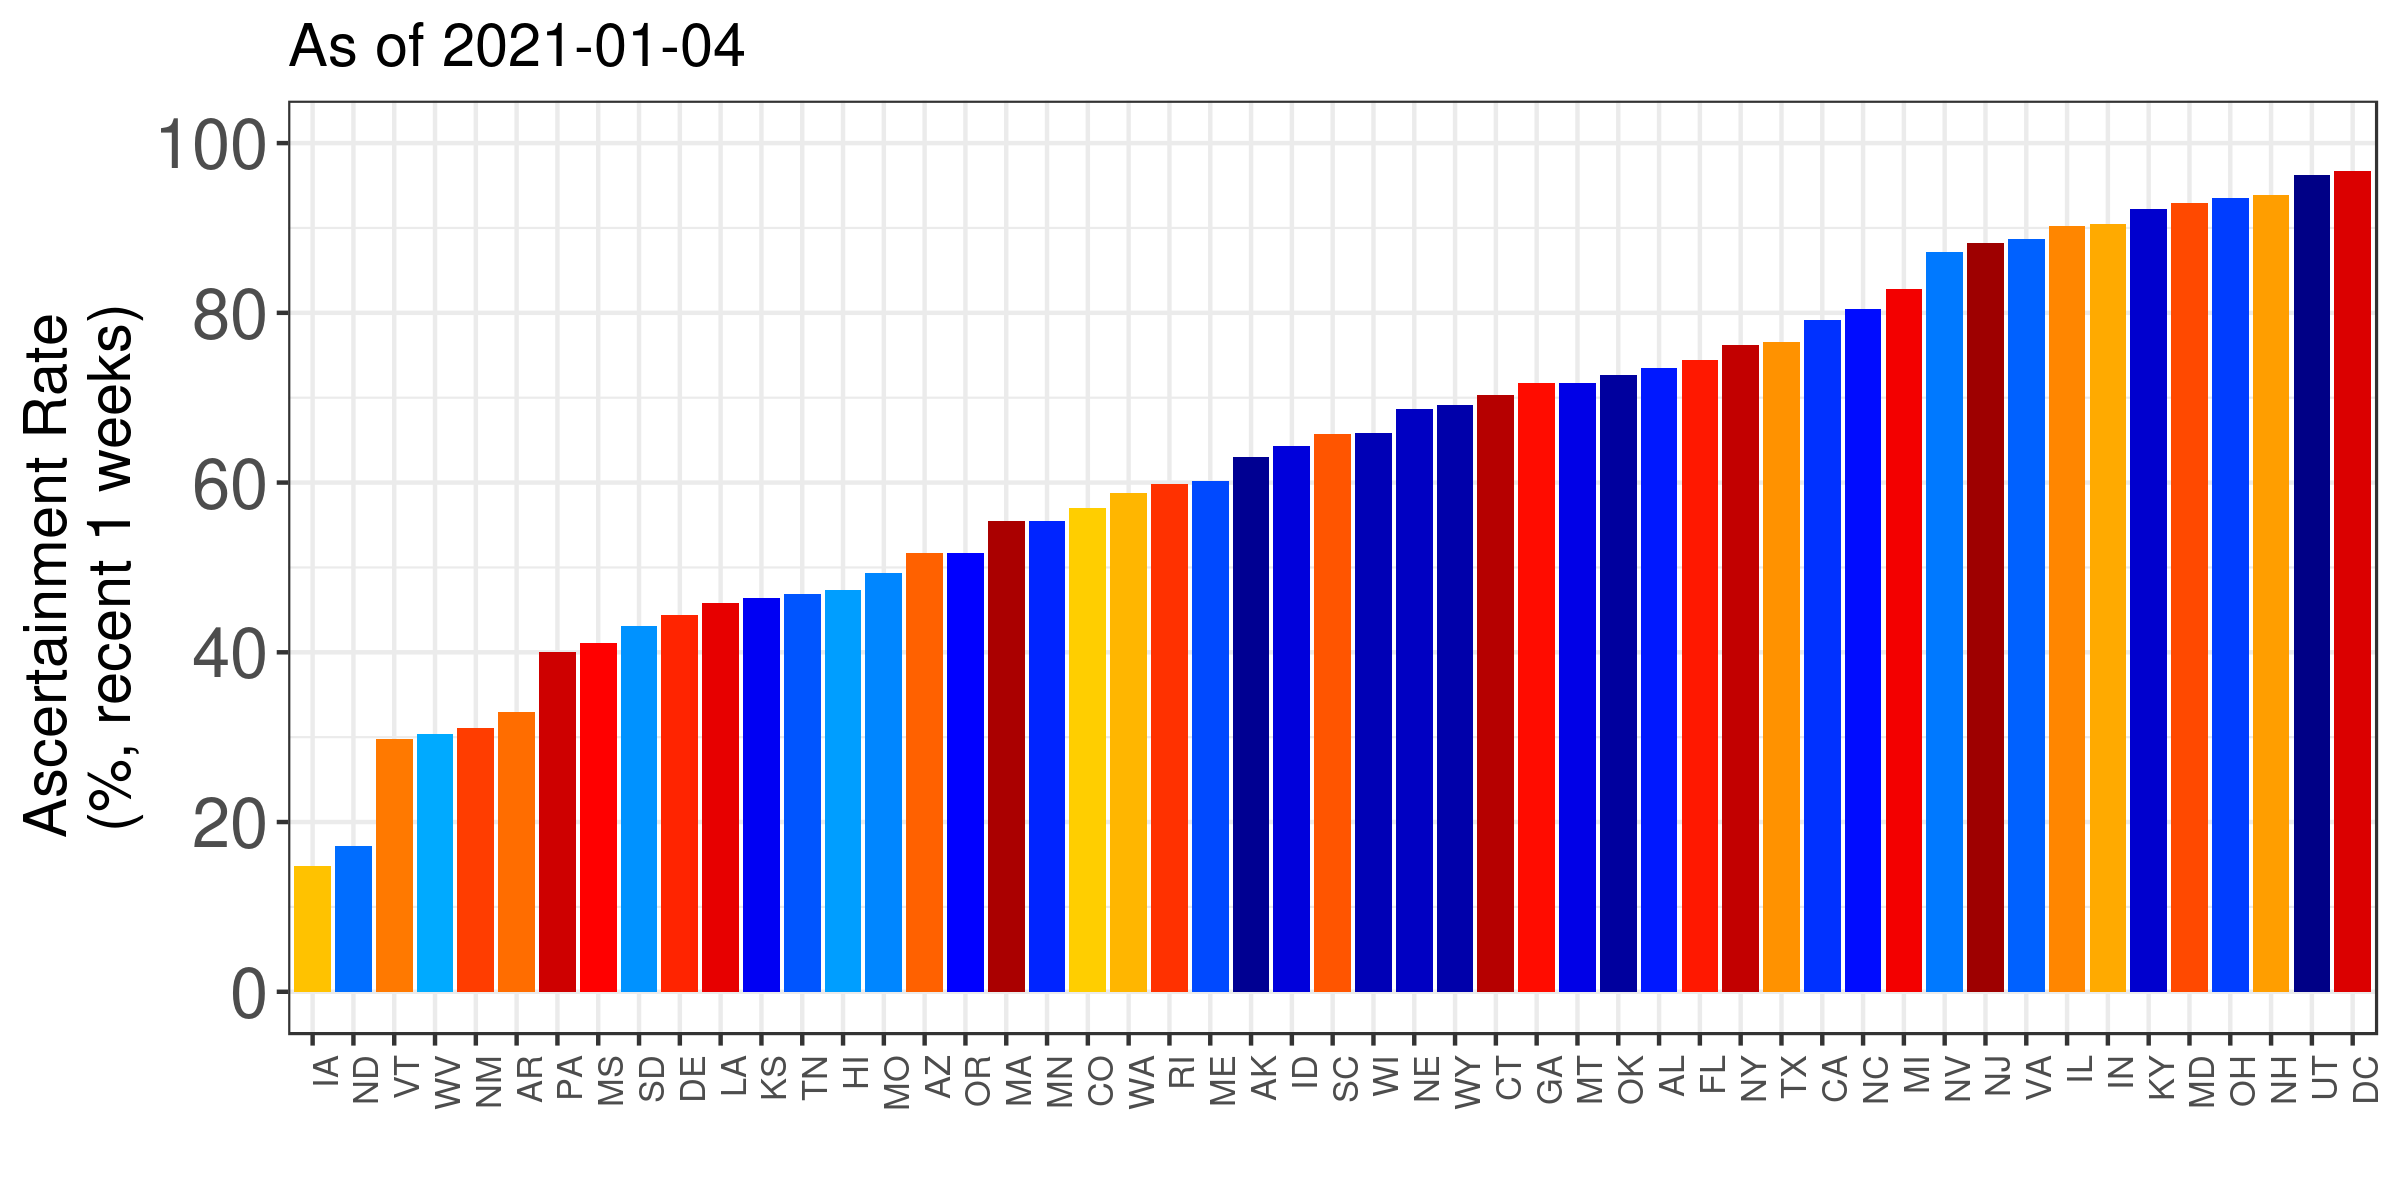 As of 2021-01-04
Ascertainment Rate
(%, recent 1 weeks)
100
80
60
40
20
0
IA ND VT WV NM AR PA MS SD DE LA KS TN HI MO AZ OR MA MN CO WA RI ME AK ID SC WI NE WY CT GA MT OK AL FL NY TX CA NC MI NV NJ VA IL IN KY MD OH NH UT DC